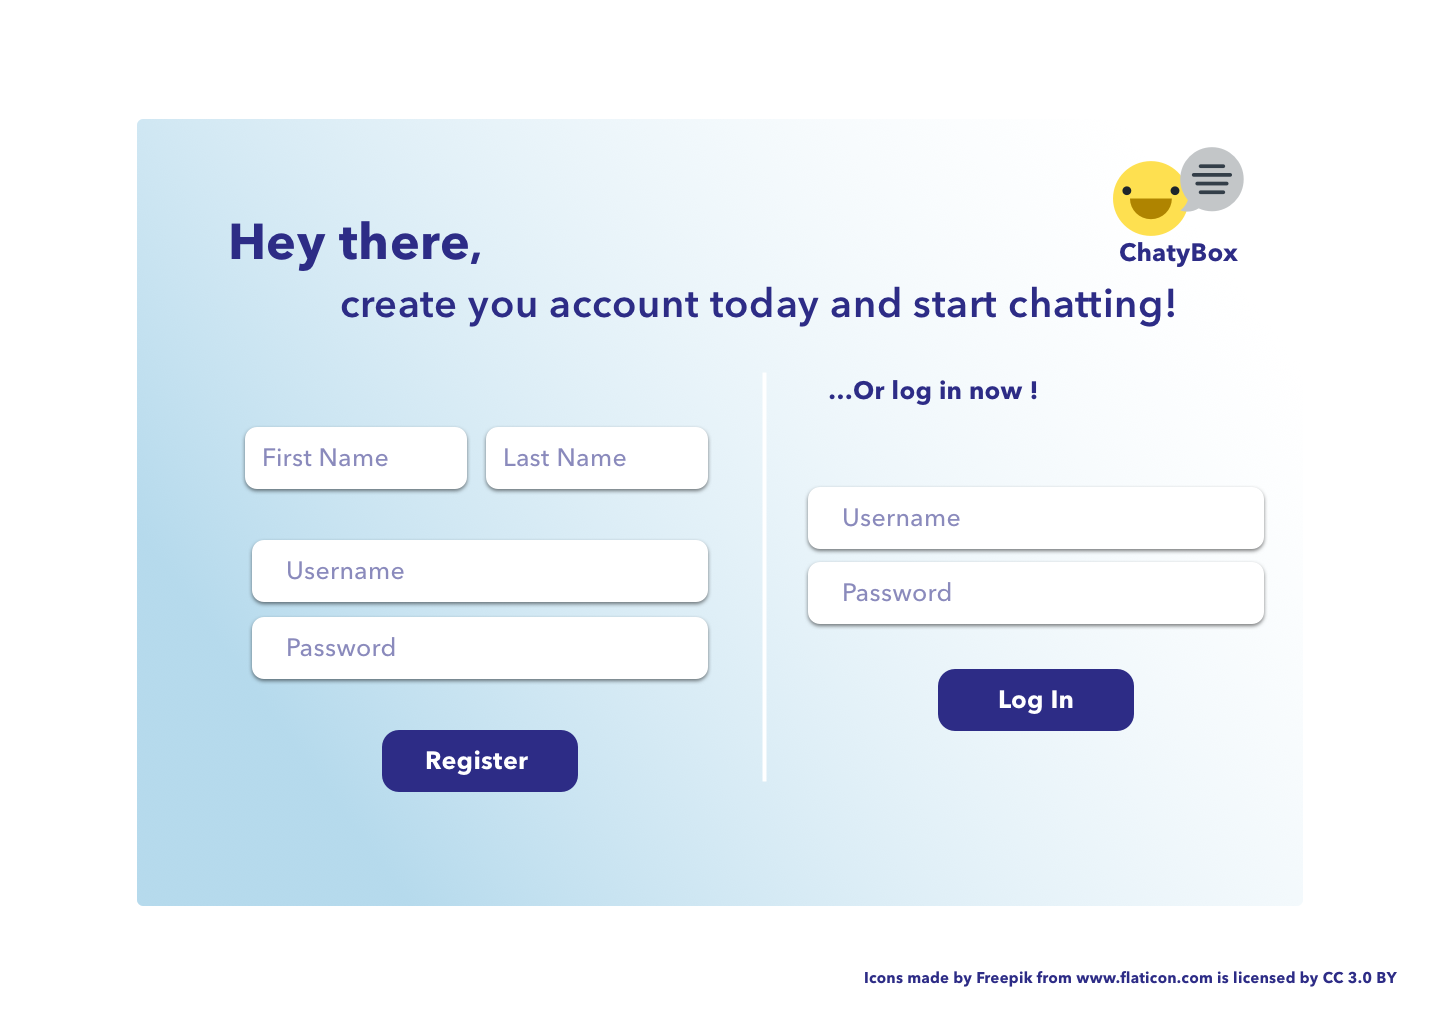 ChatyBox
Hey there,
create you account today and start chatting!
First Name
Last Name
Username
Password
Register
...Or log in now !
Username
Password
Log In
Icons made by Freepik from www.flaticon.com is licensed by CC 3.0 BY